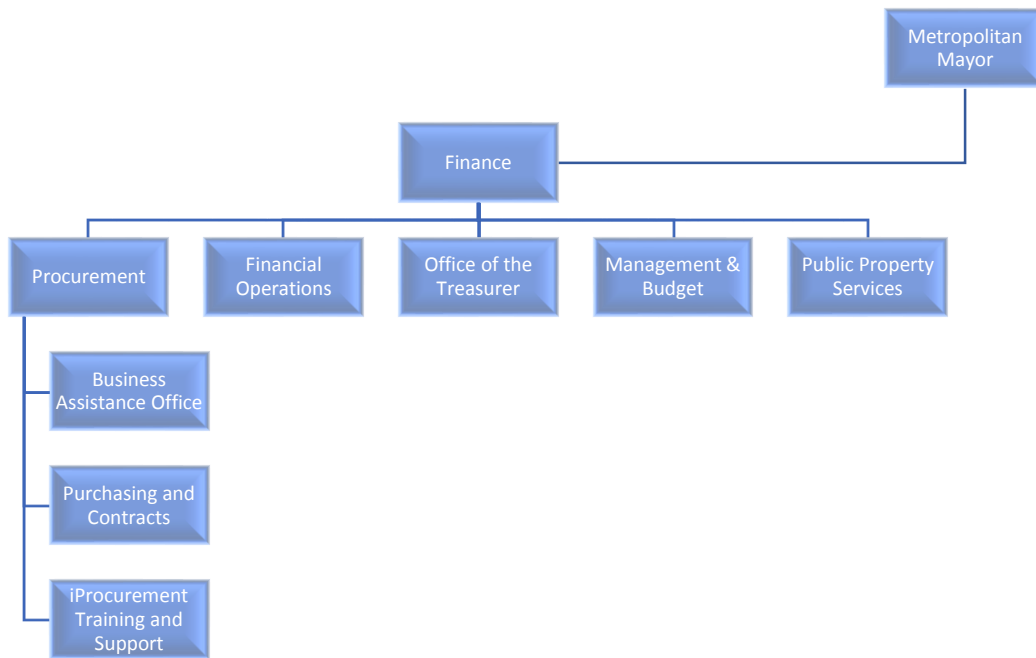 Metropolitan
Mayor
Finance
Procurement
Financial
Operations
Office of the
Treasurer
Management &
Budget
Public Property
Services
Business
Assistance Office
Purchasing and
Contracts
iProcurement
Training and
Support